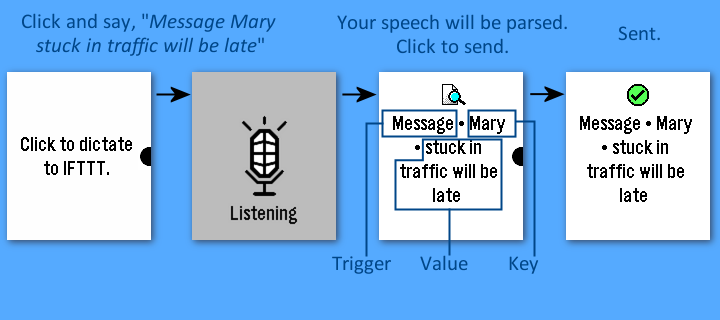 Click and say, "Message Mary
stuck in traffic will be late"
Your speech will be parsed.
Click to send.
Sent.
Click to dictate
to IFTTT.
Listening
Message • Mary
• stuck in
traffic will be
late
Message • Mary
• stuck in
traffic will be
late
Trigger
Value
Key